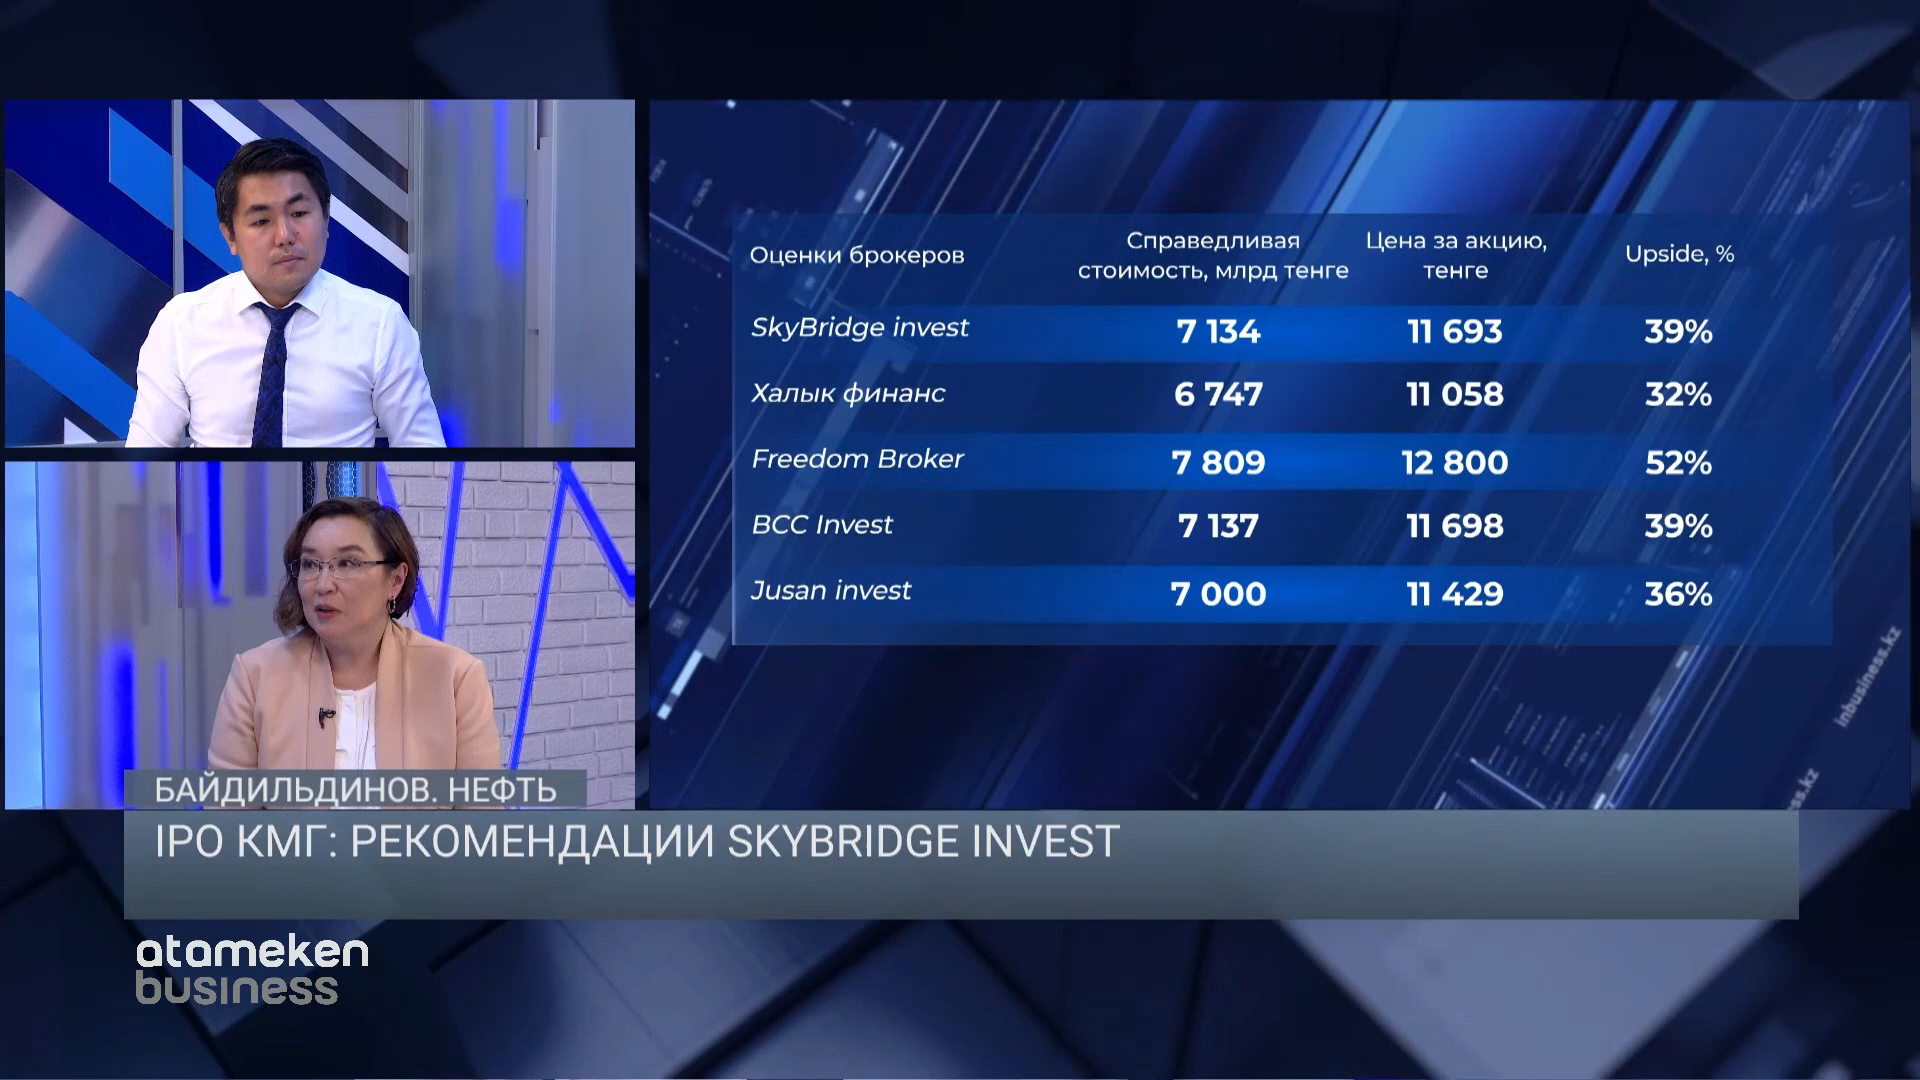 Оценки брокеров
Справедливая
стоимость, млрд тенге
Цена за акцию,
тенге
Upside, %
SkyBridge invest 7 134 11 693 39%
Халык финанс 6 747 11 058 32%
Freedom Broker 7 809 12 800 52%
BCC Invest 7 137 11 698 39%
Jusan invest 7 000 11 429 36%
inbusiness.kz
ss.kz
БАЙДИЛЬДИНОВ. НЕФТЬ
IPO КМГ: РЕКОМЕНДАЦИИ SKYBRIDGE INVEST
atameken
business